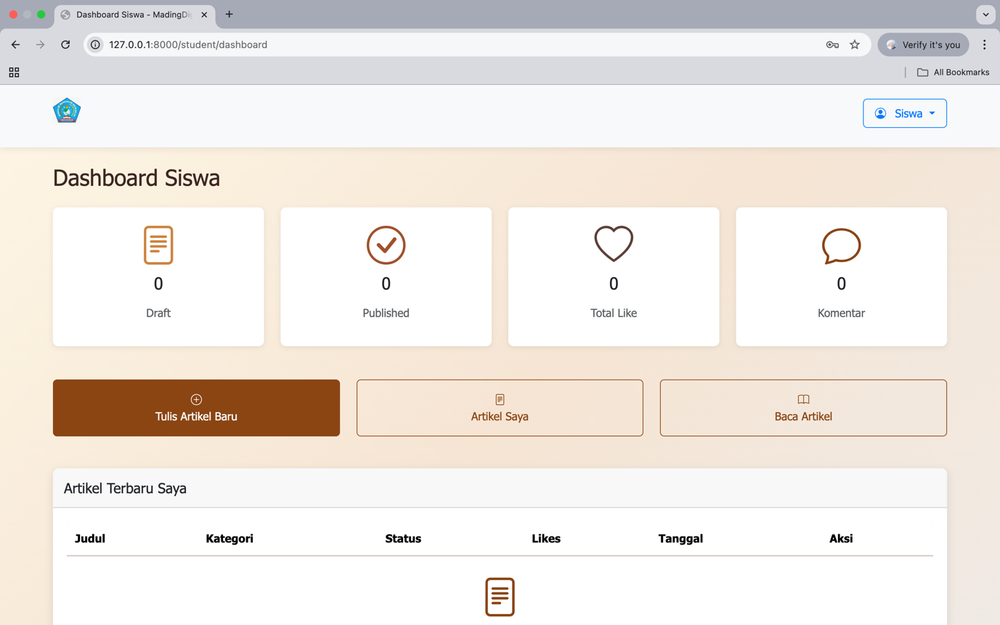 Dashboard Siswa - MadingDig
127.0.0.1:8000/student/dashboard
Verify it's you
All Bookmarks
Siswa
Dashboard Siswa
0
Draft
0
Published
0
Total Like
0
Komentar
Tulis Artikel Baru
Artikel Saya
Baca Artikel
Artikel Terbaru Saya
Judul Kategori Status Likes Tanggal Aksi